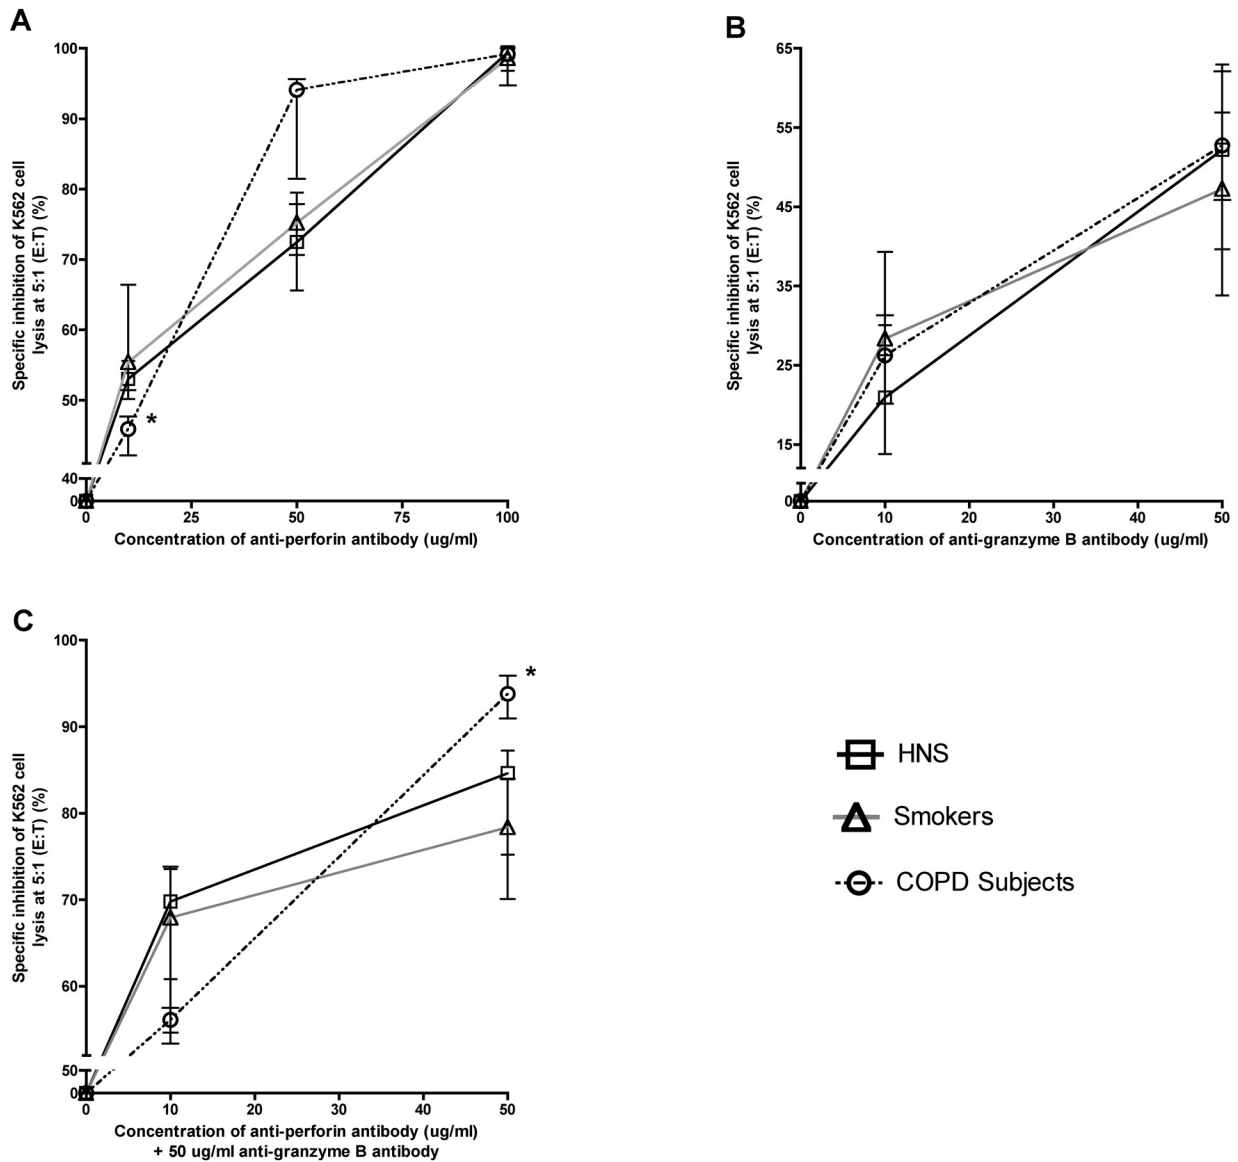 A
100
90
80
70
60
50
40
0
0 25 50 75 100
Specific inhibition of K562 cell
lysis at 5:1 (E:T) (%)
*
Concentration of anti-perforin antibody (ug/ml)
B
65
55
45
35
25
15
0
0 10 20 30 40 50
Specific inhibition of K562 cell
lysis at 5:1 (E:T) (%)
Concentration of anti-granzyme B antibody (ug/ml)
C
100
90
80
70
60
50
0
0 10 20 30 40 50
Specific inhibition of K562 cell
lysis at 5:1 (E:T) (%)
*
Concentration of anti-perforin antibody (ug/ml)
+ 50 ug/ml anti-granzyme B antibody
HNS
Smokers
COPD Subjects